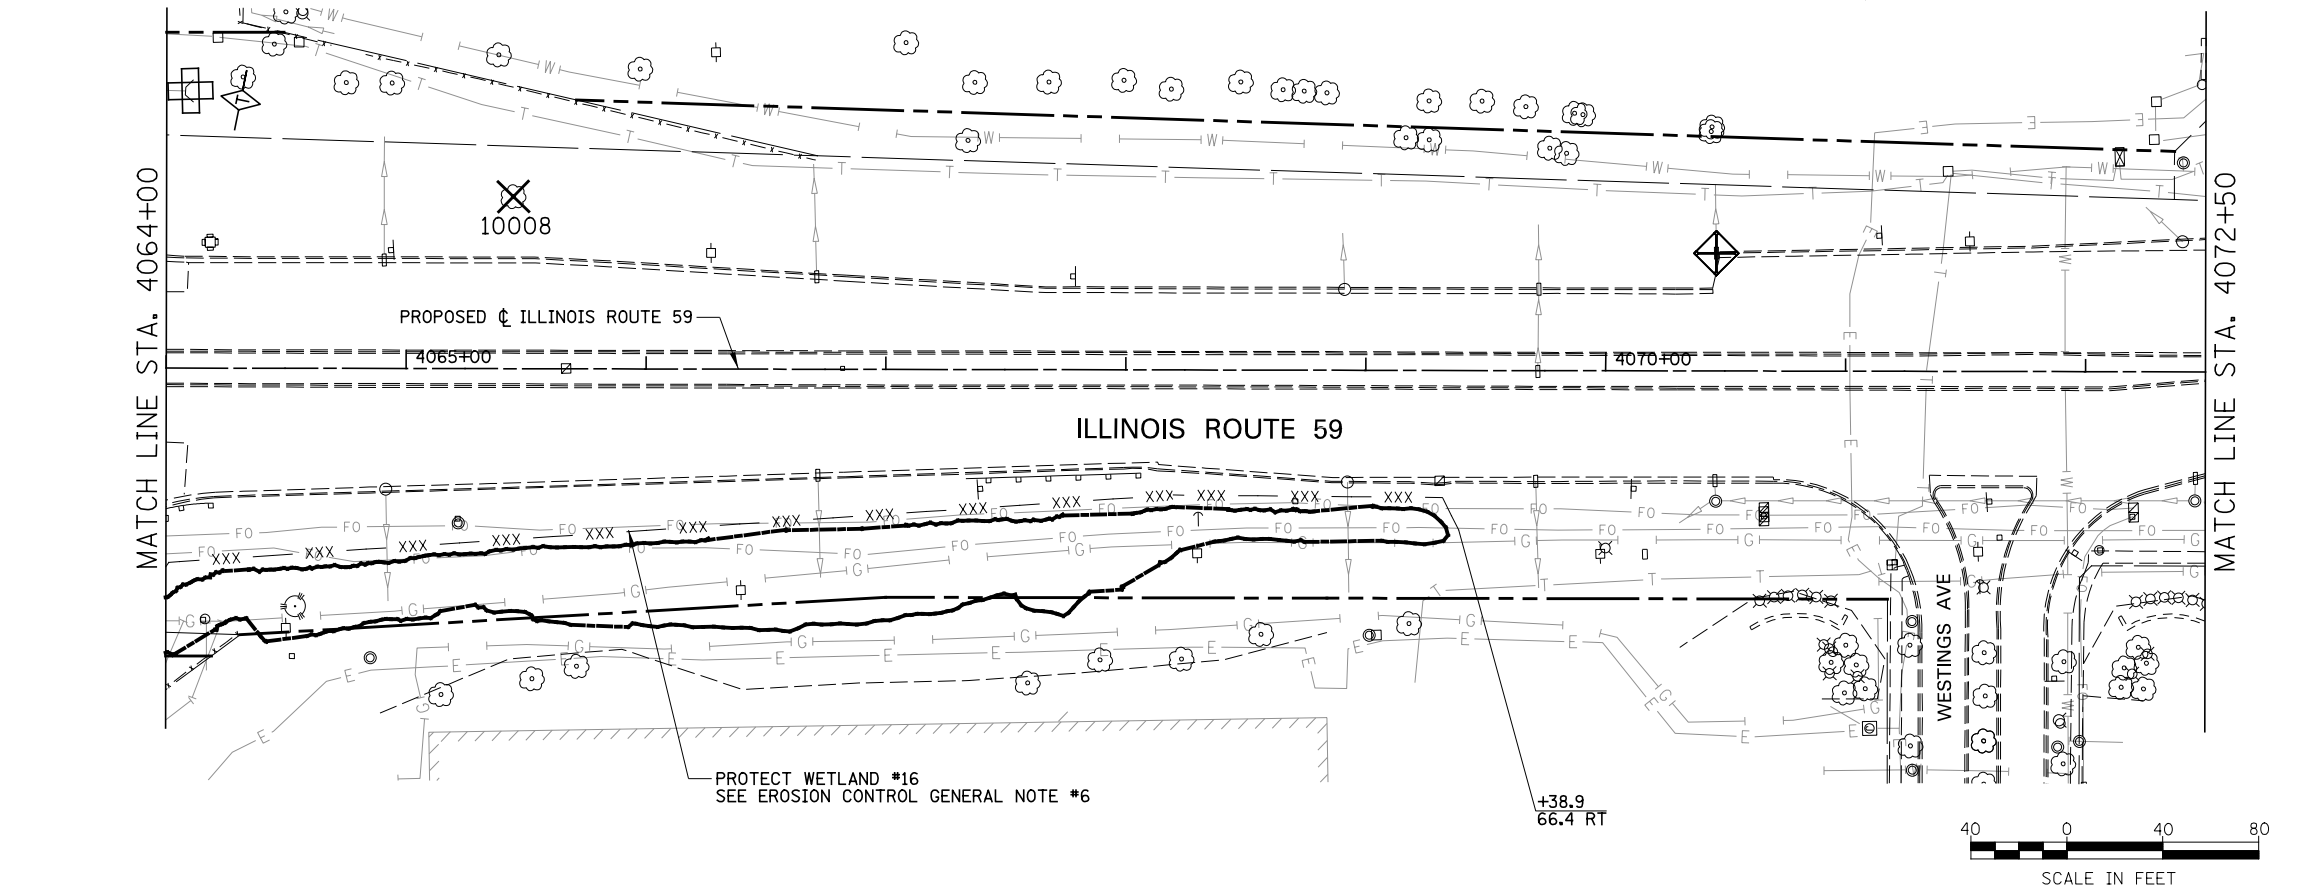 MATCH LINE STA. 4064+00
10008
PROPOSED ℄ ILLINOIS ROUTE 59
4065+00
4070+00
ILLINOIS ROUTE 59
MATCH LINE STA. 4072+50
WESTINGS AVE
PROTECT WETLAND #16
SEE EROSION CONTROL GENERAL NOTE #6
+38.9
66.4 RT
40 0 40 80
SCALE IN FEET